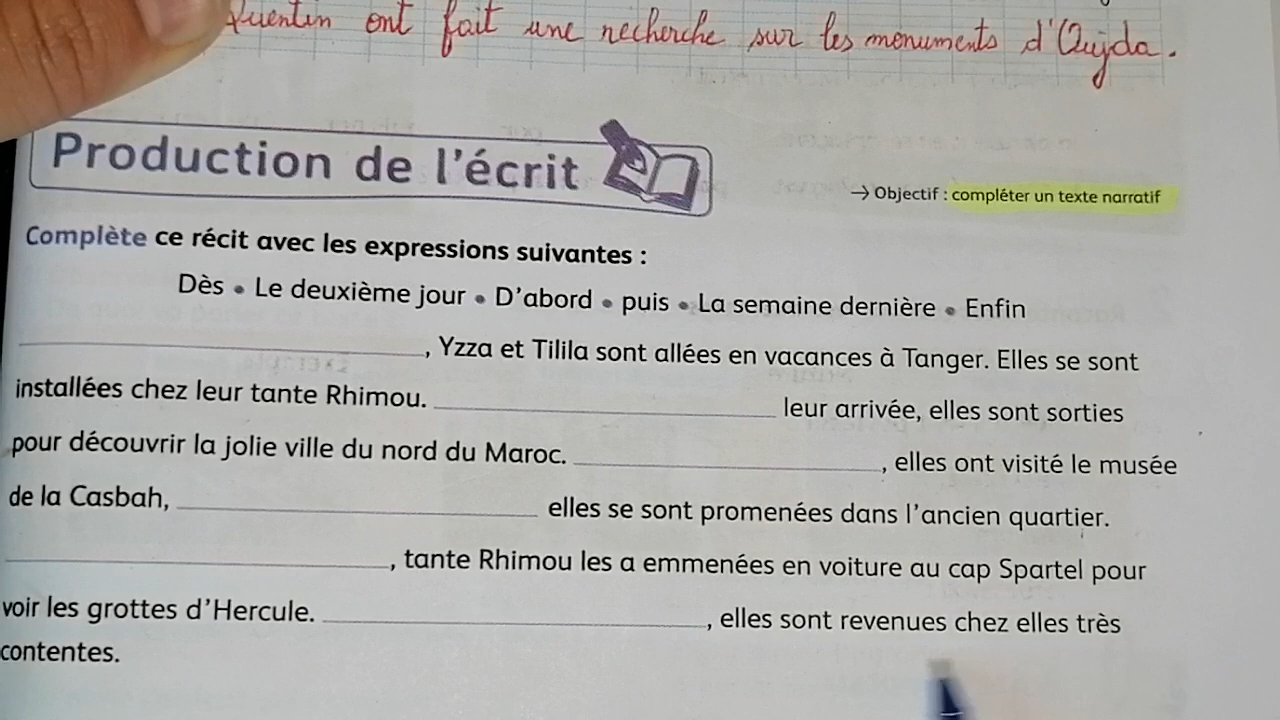 Quentin ont fait une recherche sur les monuments d'Oujda.
Production de l'écrit
→ Objectif : compléter un texte narratif
Complète ce récit avec les expressions suivantes :
Dès • Le deuxième jour • D'abord • puis • La semaine dernière • Enfin
, Yzza et Tilila sont allées en vacances à Tanger. Elles se sont
installées chez leur tante Rhimou. leur arrivée, elles sont sorties
pour découvrir la jolie ville du nord du Maroc. , elles ont visité le musée
de la Casbah, elles se sont promenées dans l'ancien quartier.
, tante Rhimou les a emmenées en voiture au cap Spartel pour
voir les grottes d'Hercule. , elles sont revenues chez elles très
contentes.